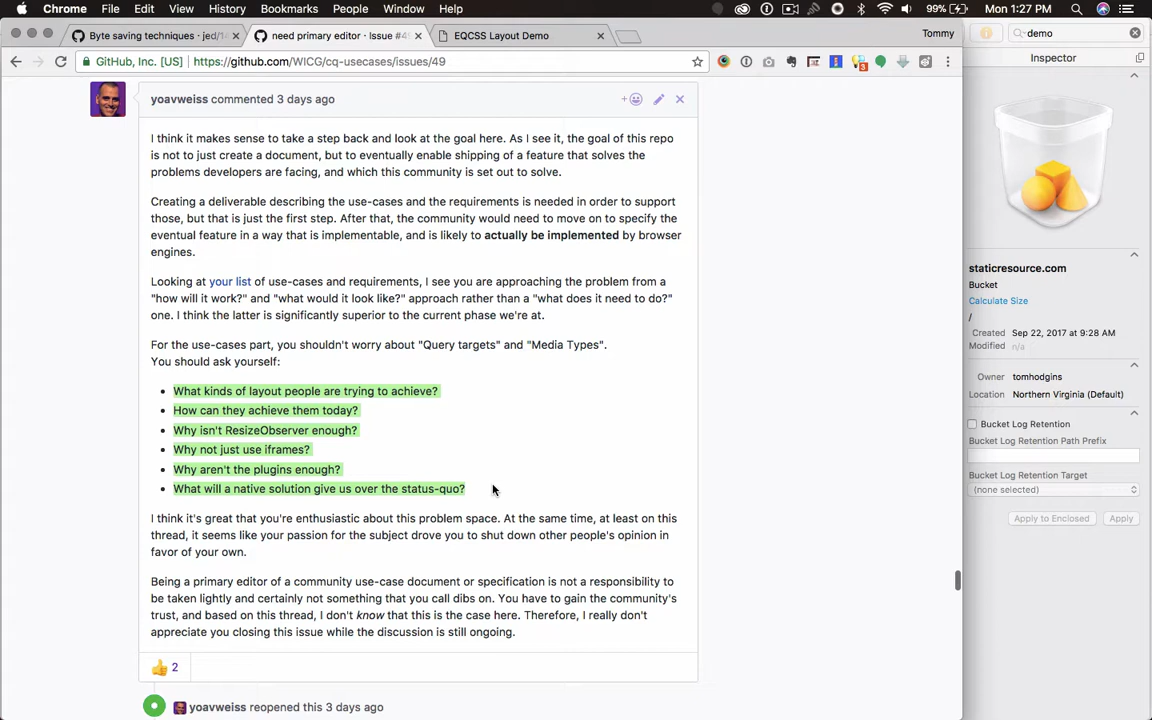 Chrome File Edit View History Bookmarks People Window Help 99% Mon 1:27 PM
Byte saving techniques · jed/14 need primary editor · Issue #4 EQCSS Layout Demo Tommy demo
GitHub, Inc. [US] https://github.com/WICG/cq-usecases/issues/49 Inspector
yoavweiss commented 3 days ago
I think it makes sense to take a step back and look at the goal here. As I see it, the goal of this repo
is not to just create a document, but to eventually enable shipping of a feature that solves the
problems developers are facing, and which this community is set out to solve.
Creating a deliverable describing the use-cases and the requirements is needed in order to support
those, but that is just the first step. After that, the community would need to move on to specify the
eventual feature in a way that is implementable, and is likely to actually be implemented by browser
engines.
Looking at your list of use-cases and requirements, I see you are approaching the problem from a
"how will it work?" and "what would it look like?" approach rather than a "what does it need to do?"
one. I think the latter is significantly superior to the current phase we're at.
For the use-cases part, you shouldn't worry about "Query targets" and "Media Types".
You should ask yourself:
• What kinds of layout people are trying to achieve?
• How can they achieve them today?
• Why isn't ResizeObserver enough?
• Why not just use iframes?
• Why aren't the plugins enough?
• What will a native solution give us over the status-quo?
I think it's great that you're enthusiastic about this problem space. At the same time, at least on this
thread, it seems like your passion for the subject drove you to shut down other people's opinion in
favor of your own.
Being a primary editor of a community use-case document or specification is not a responsibility to
be taken lightly and certainly not something that you call dibs on. You have to gain the community's
trust, and based on this thread, I don't know that this is the case here. Therefore, I really don't
appreciate you closing this issue while the discussion is still ongoing.
2
yoavweiss reopened this 3 days ago
staticresource.com
Bucket
Calculate Size
/
Created Sep 22, 2017 at 9:28 AM
Modified n/a
Owner tomhodgins
Location Northern Virginia (Default)
Bucket Log Retention
Bucket Log Retention Path Prefix
Bucket Log Retention Target
(none selected)
Apply to Enclosed Apply